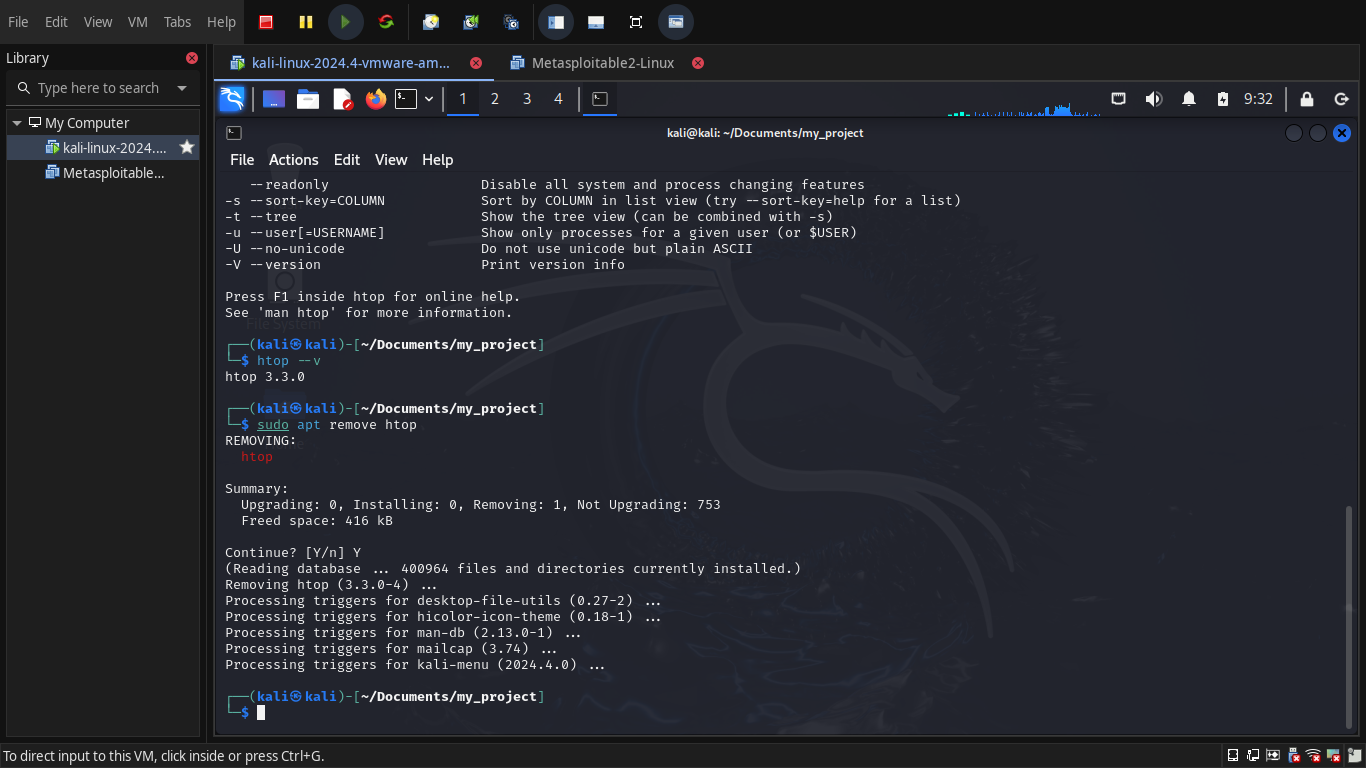 File Edit View VM Tabs Help
Library
Type here to search
My Computer
kali-linux-2024....
Metasploitable...
kali-linux-2024.4-vmware-am...
Metasploitable2-Linux
1 2 3 4
9:32
kali@kali: ~/Documents/my_project
File Actions Edit View Help
--readonly Disable all system and process changing features
-s --sort-key=COLUMN Sort by COLUMN in list view (try --sort-key=help for a list)
-t --tree Show the tree view (can be combined with -s)
-u --user[=USERNAME] Show only processes for a given user (or $USER)
-U --no-unicode Do not use unicode but plain ASCII
-V --version Print version info
Press F1 inside htop for online help.
See 'man htop' for more information.
File System
┌──(kali㉿kali)-[~/Documents/my_project]
└─$ htop --v
htop 3.3.0
┌──(kali㉿kali)-[~/Documents/my_project]
└─$ sudo apt remove htop
REMOVING:
htop
Summary:
Upgrading: 0, Installing: 0, Removing: 1, Not Upgrading: 753
Freed space: 416 kB
Continue? [Y/n] Y
(Reading database ... 400964 files and directories currently installed.)
Removing htop (3.3.0-4) ...
Processing triggers for desktop-file-utils (0.27-2) ...
Processing triggers for hicolor-icon-theme (0.18-1) ...
Processing triggers for man-db (2.13.0-1) ...
Processing triggers for mailcap (3.74) ...
Processing triggers for kali-menu (2024.4.0) ...
┌──(kali㉿kali)-[~/Documents/my_project]
└─$
To direct input to this VM, click inside or press Ctrl+G.